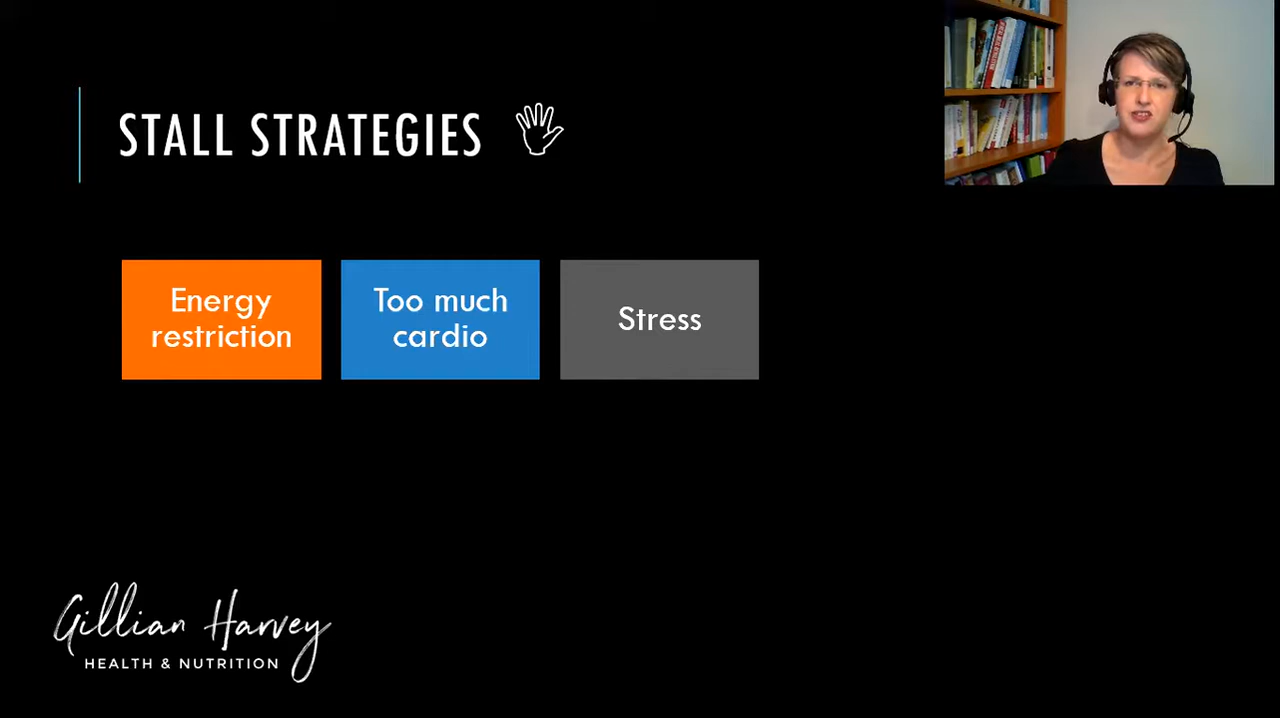 STALL STRATEGIES
Energy
restriction
Too much
cardio
Stress
Gillian Harvey
HEALTH & NUTRITION